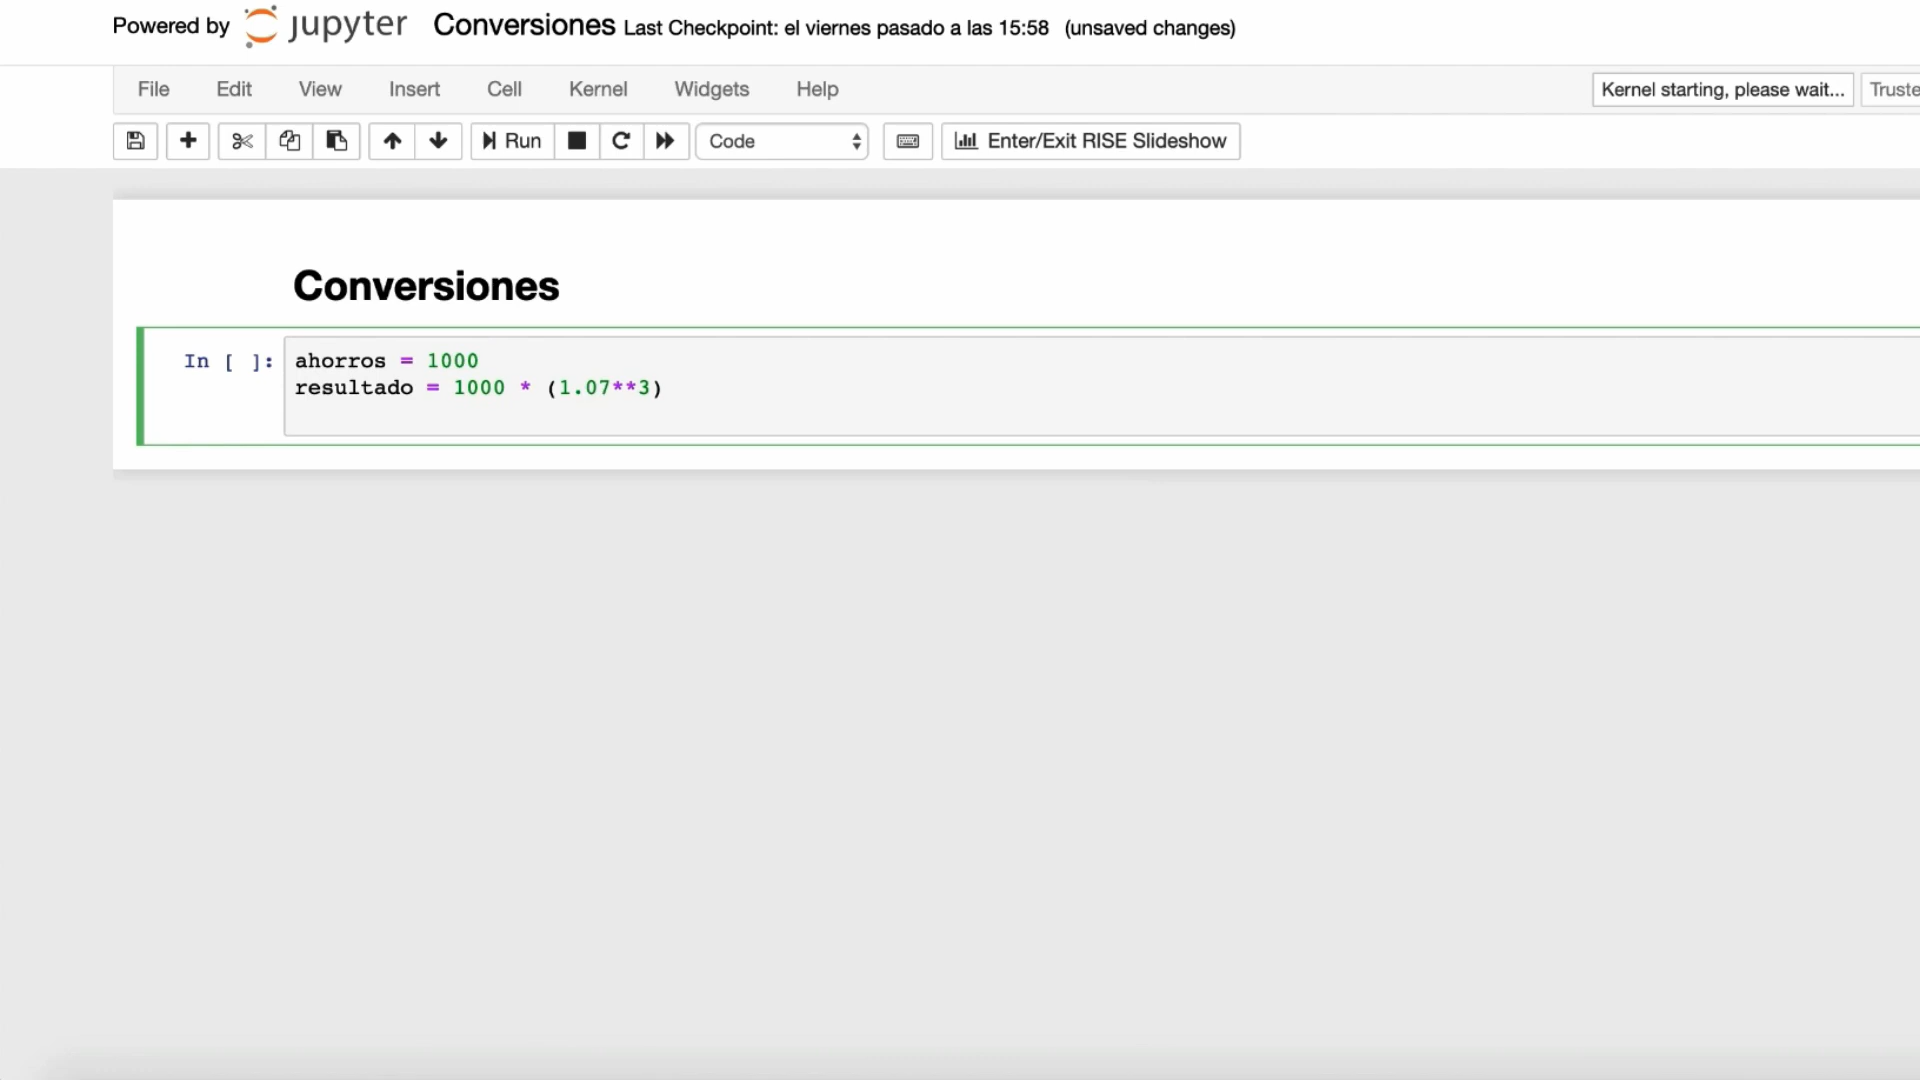 Powered by jupyter Conversiones Last Checkpoint: el viernes pasado a las 15:58 (unsaved changes)
File Edit View Insert Cell Kernel Widgets Help Kernel starting, please wait... Truste
Run Code Enter/Exit RISE Slideshow
Conversiones
In [ ]: ahorros = 1000
resultado = 1000 * (1.07**3)